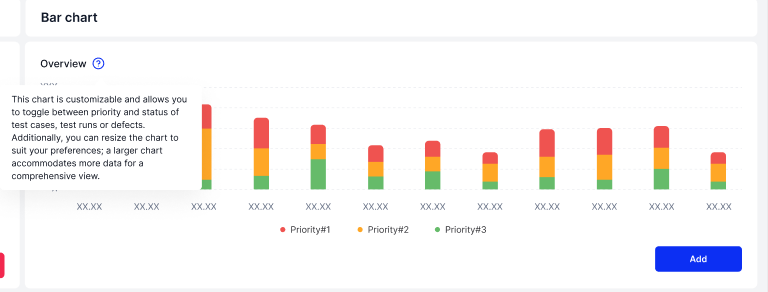 Bar chart
Overview ?
This chart is customizable and allows you
to toggle between priority and status of
test cases, test runs or defects.
Additionally, you can resize the chart to
suit your preferences; a larger chart
accommodates more data for a
comprehensive view.
XX.XX XX.XX XX.XX XX.XX XX.XX XX.XX XX.XX XX.XX XX.XX XX.XX XX.XX XX.XX
Priority#1 Priority#2 Priority#3
Add